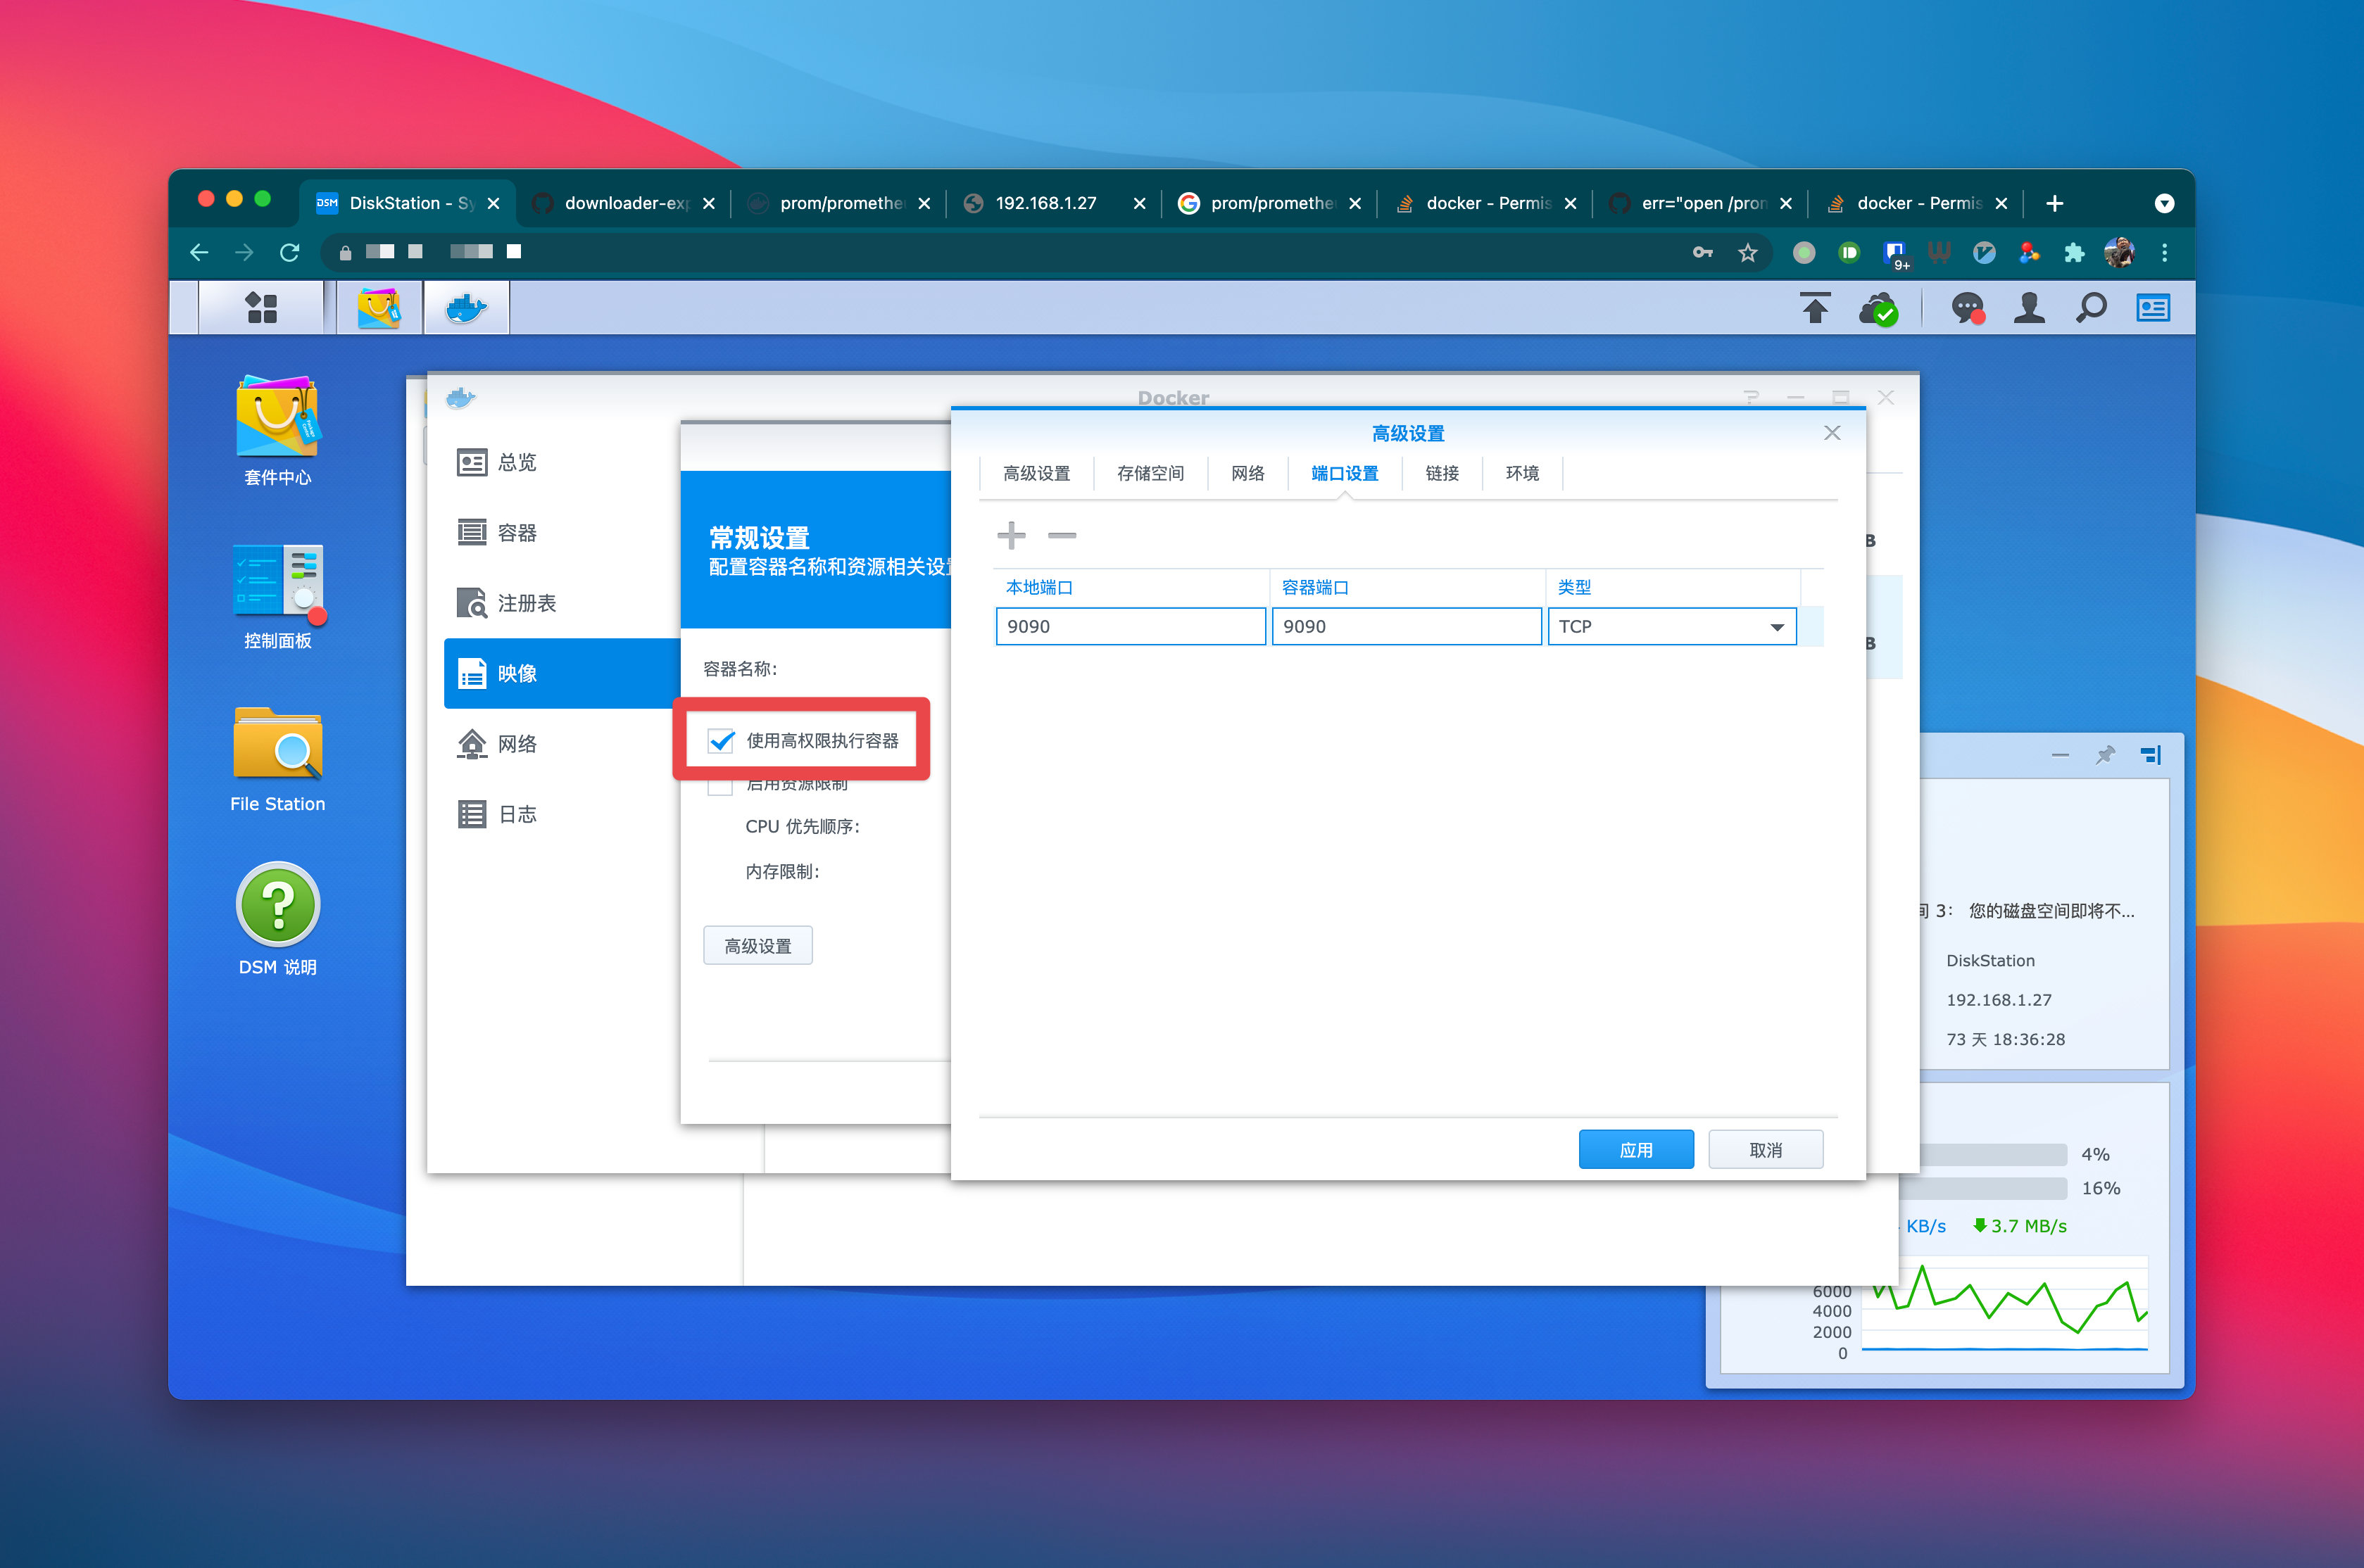 DSM DiskStation - Sy
downloader-exp
prom/promethe
192.168.1.27
prom/promethe
docker - Permis
err="open /pron
docker - Permis
9+
套件中心
控制面板
File Station
DSM 说明
Docker
总览
容器
注册表
映像
网络
日志
常规设置
配置容器名称和资源相关设
容器名称:
使用高权限执行容器
启用资源限制
CPU 优先顺序:
内存限制:
高级设置
高级设置
高级设置
存储空间
网络
端口设置
链接
环境
本地端口
容器端口
类型
9090
9090
TCP
应用
取消
B
B
间 3: 您的磁盘空间即将不...
DiskStation
192.168.1.27
73 天 18:36:28
4%
16%
KB/s
3.7 MB/s
6000
4000
2000
0